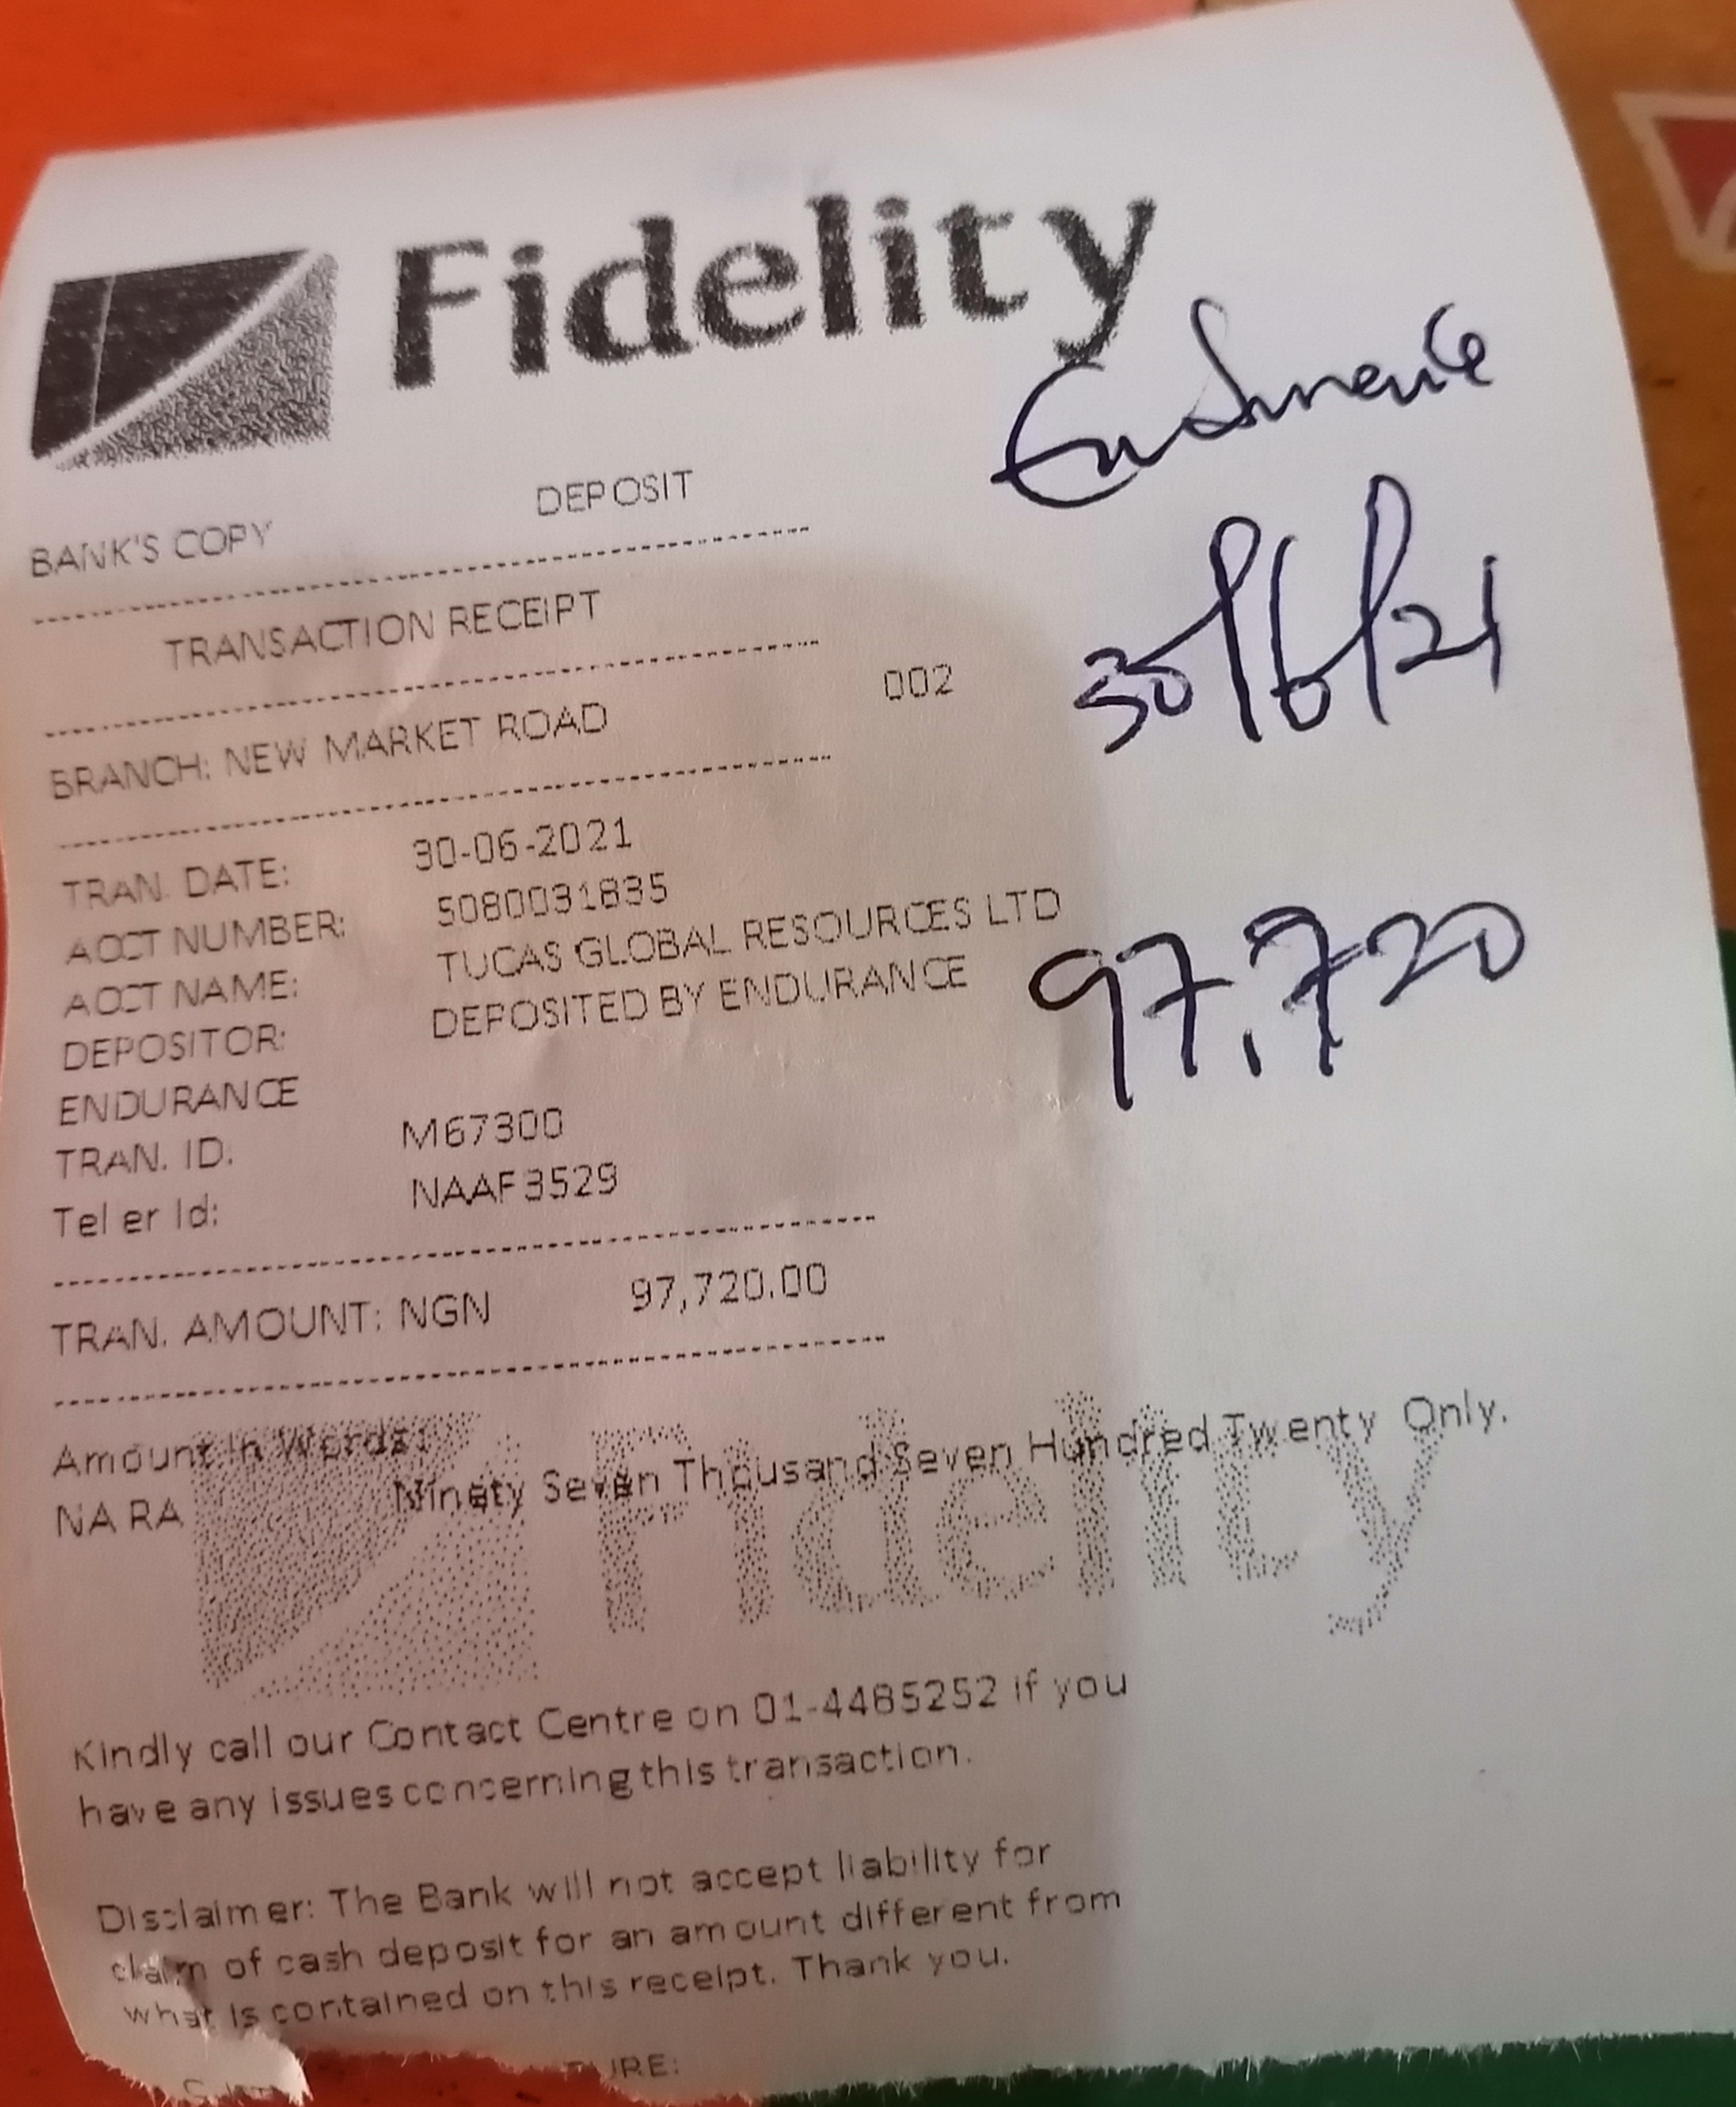 Fidelity
Endurance
DEPOSIT
BANK'S COPY
30/6/21
TRANSACTION RECEIPT
BRANCH: NEW MARKET ROAD 002
TRAN. DATE: 30-06-2021
ACCT NUMBER: 5080031835
ACCT NAME: TUCAS GLOBAL RESOURCES LTD
DEPOSITOR: DEPOSITED BY ENDURANCE
97,720
ENDURANCE
TRAN. ID: M67300
Teller Id: NAAF3529
TRAN. AMOUNT: NGN 97,720.00
Amount In Words:
NAIRA Ninety Seven Thousand Seven Hundred Twenty Only.
Fidelity
Kindly call our Contact Centre on 01-4485252 if you
have any issues concerning this transaction.
Disclaimer: The Bank will not accept liability for
claim of cash deposit for an amount different from
what is contained on this receipt. Thank you.